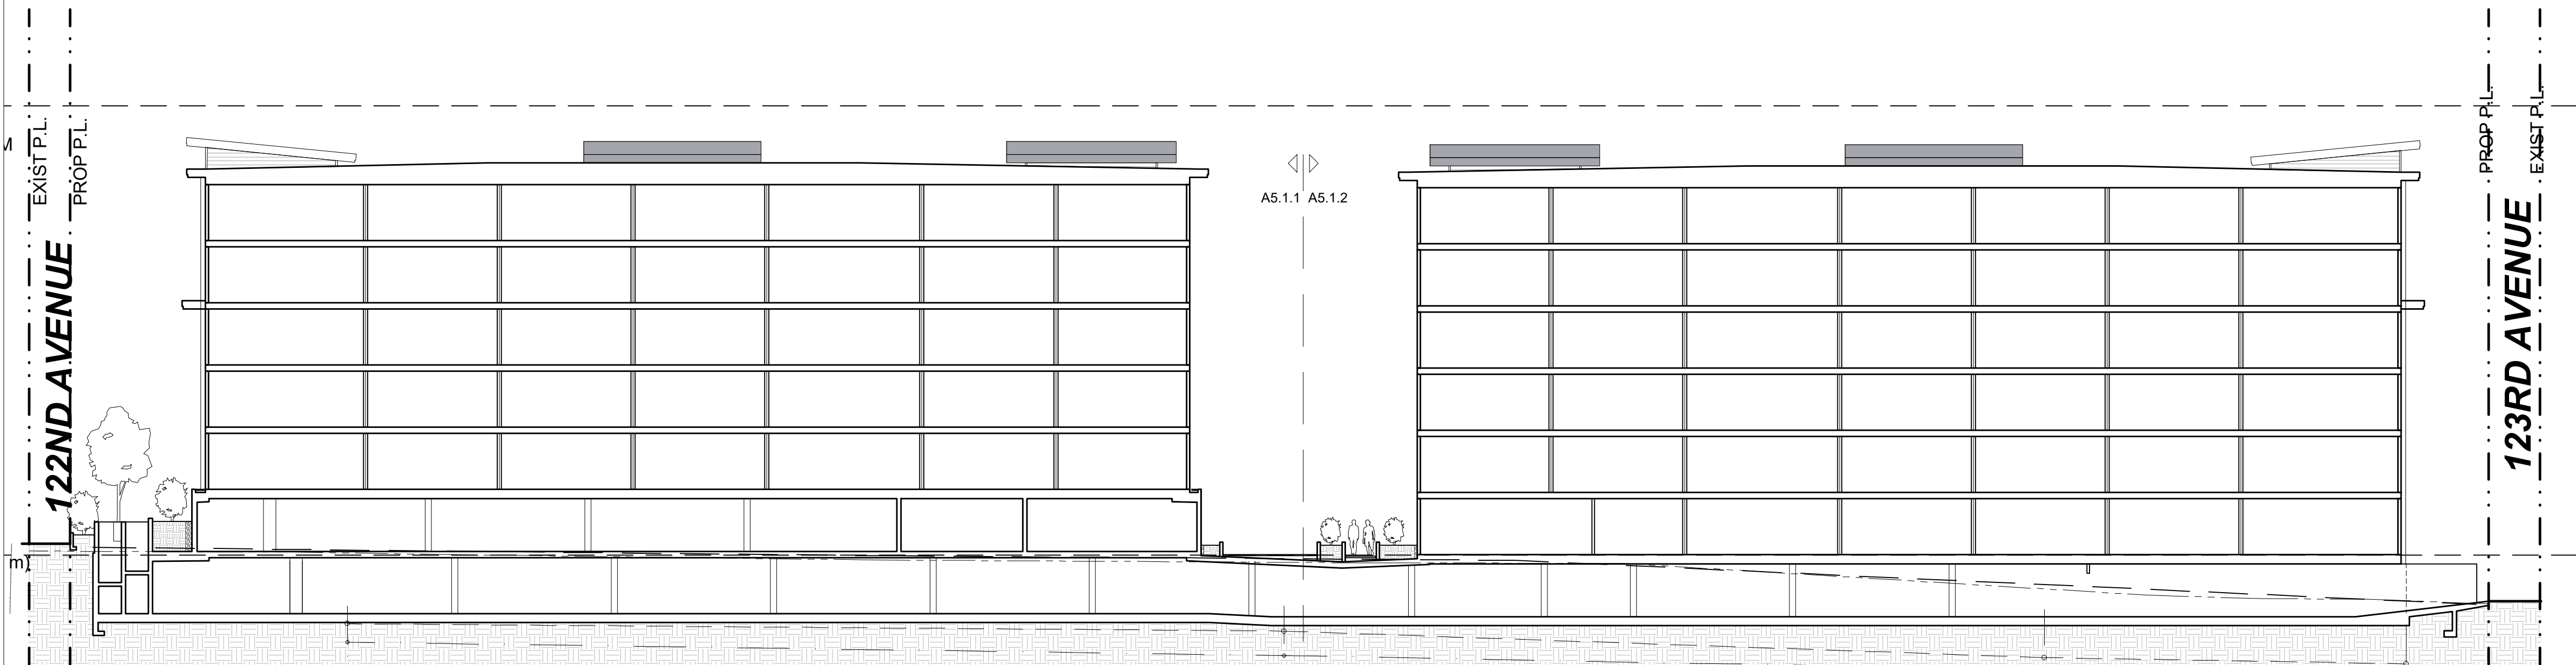 EXIST P.L.
PROP P.L.
122ND AVENUE
A5.1.1 A5.1.2
PROP P.L.
EXIST P.L.
123RD AVENUE
m)